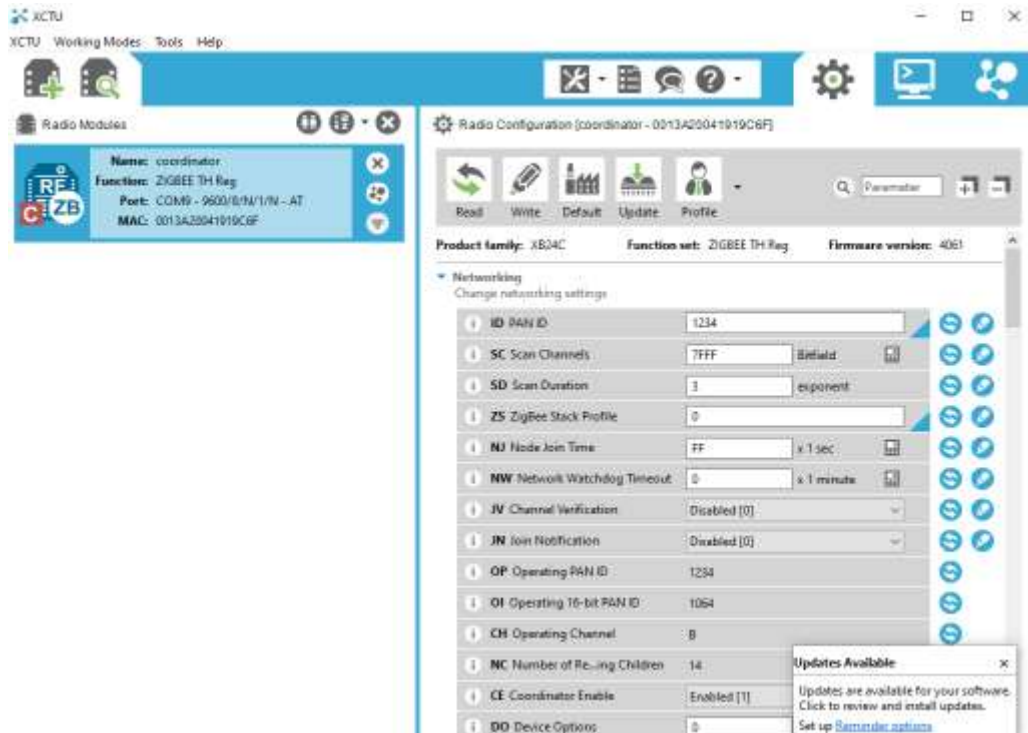 XCTU
XCTU Working Modes Tools Help
Radio Modules
Name: coordinator
Function: ZIGBEE TH Reg
Port: COM9 - 9600/8/N/1/N - AT
MAC: 0013A20041919C6F
C
RF
ZB
Radio Configuration [coordinator - 0013A20041919C6F]
Read Write Default Update Profile
Parameter
Product family: XB24C Function set: ZIGBEE TH Reg Firmware version: 4061
Networking
Change networking settings
ID PAN ID 1234
SC Scan Channels 7FFF Bitfield
SD Scan Duration 3 exponent
ZS ZigBee Stack Profile 0
NJ Node Join Time FF x 1 sec
NW Network Watchdog Timeout 0 x 1 minute
JV Channel Verification Disabled [0]
JN Join Notification Disabled [0]
OP Operating PAN ID 1234
OI Operating 16-bit PAN ID 1064
CH Operating Channel B
NC Number of Re...ing Children 14
CE Coordinator Enable Enabled [1]
DO Device Options 0
Updates Available
Updates are available for your software.
Click to review and install updates.
Set up Reminder options